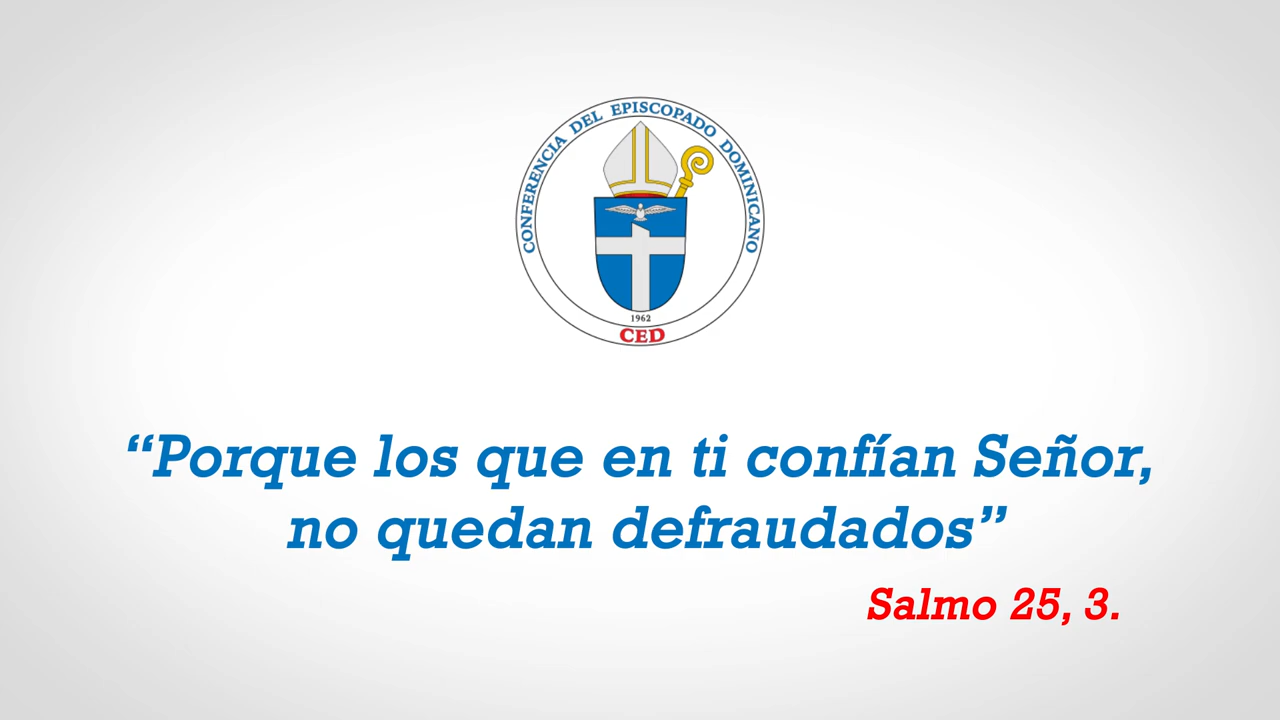 CONFERENCIA DEL EPISCOPADO DOMINICANO
1962
CED
“Porque los que en ti confían Señor,
no quedan defraudados”
Salmo 25, 3.